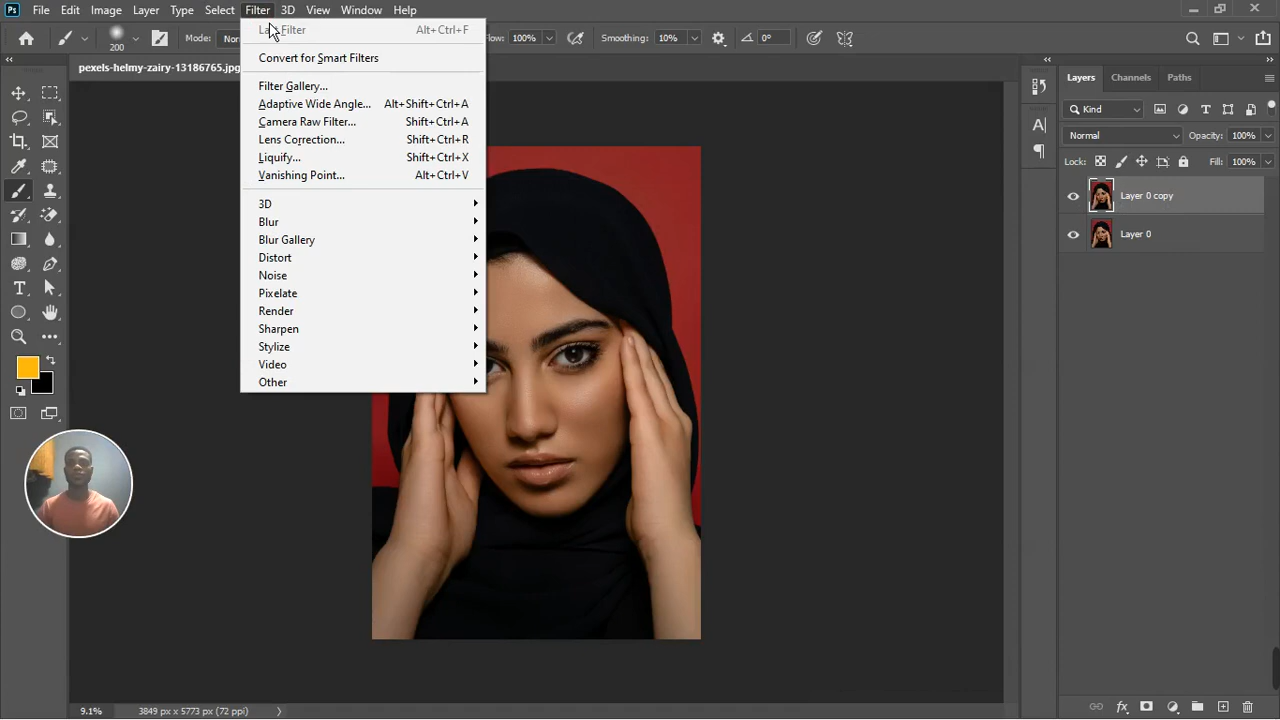 Ps File Edit Image Layer Type Select Filter 3D View Window Help
200 Mode: Flow: 100% Smoothing: 10% 0°
pexels-helmy-zairy-13186765.jpg
Last Filter Alt+Ctrl+F
Convert for Smart Filters
Filter Gallery...
Adaptive Wide Angle... Alt+Shift+Ctrl+A
Camera Raw Filter... Shift+Ctrl+A
Lens Correction... Shift+Ctrl+R
Liquify... Shift+Ctrl+X
Vanishing Point... Alt+Ctrl+V
3D
Blur
Blur Gallery
Distort
Noise
Pixelate
Render
Sharpen
Stylize
Video
Other
Layers Channels Paths
Kind
Normal Opacity: 100%
Lock: Fill: 100%
Layer 0 copy
Layer 0
9.1% 3849 px x 5773 px (72 ppi)